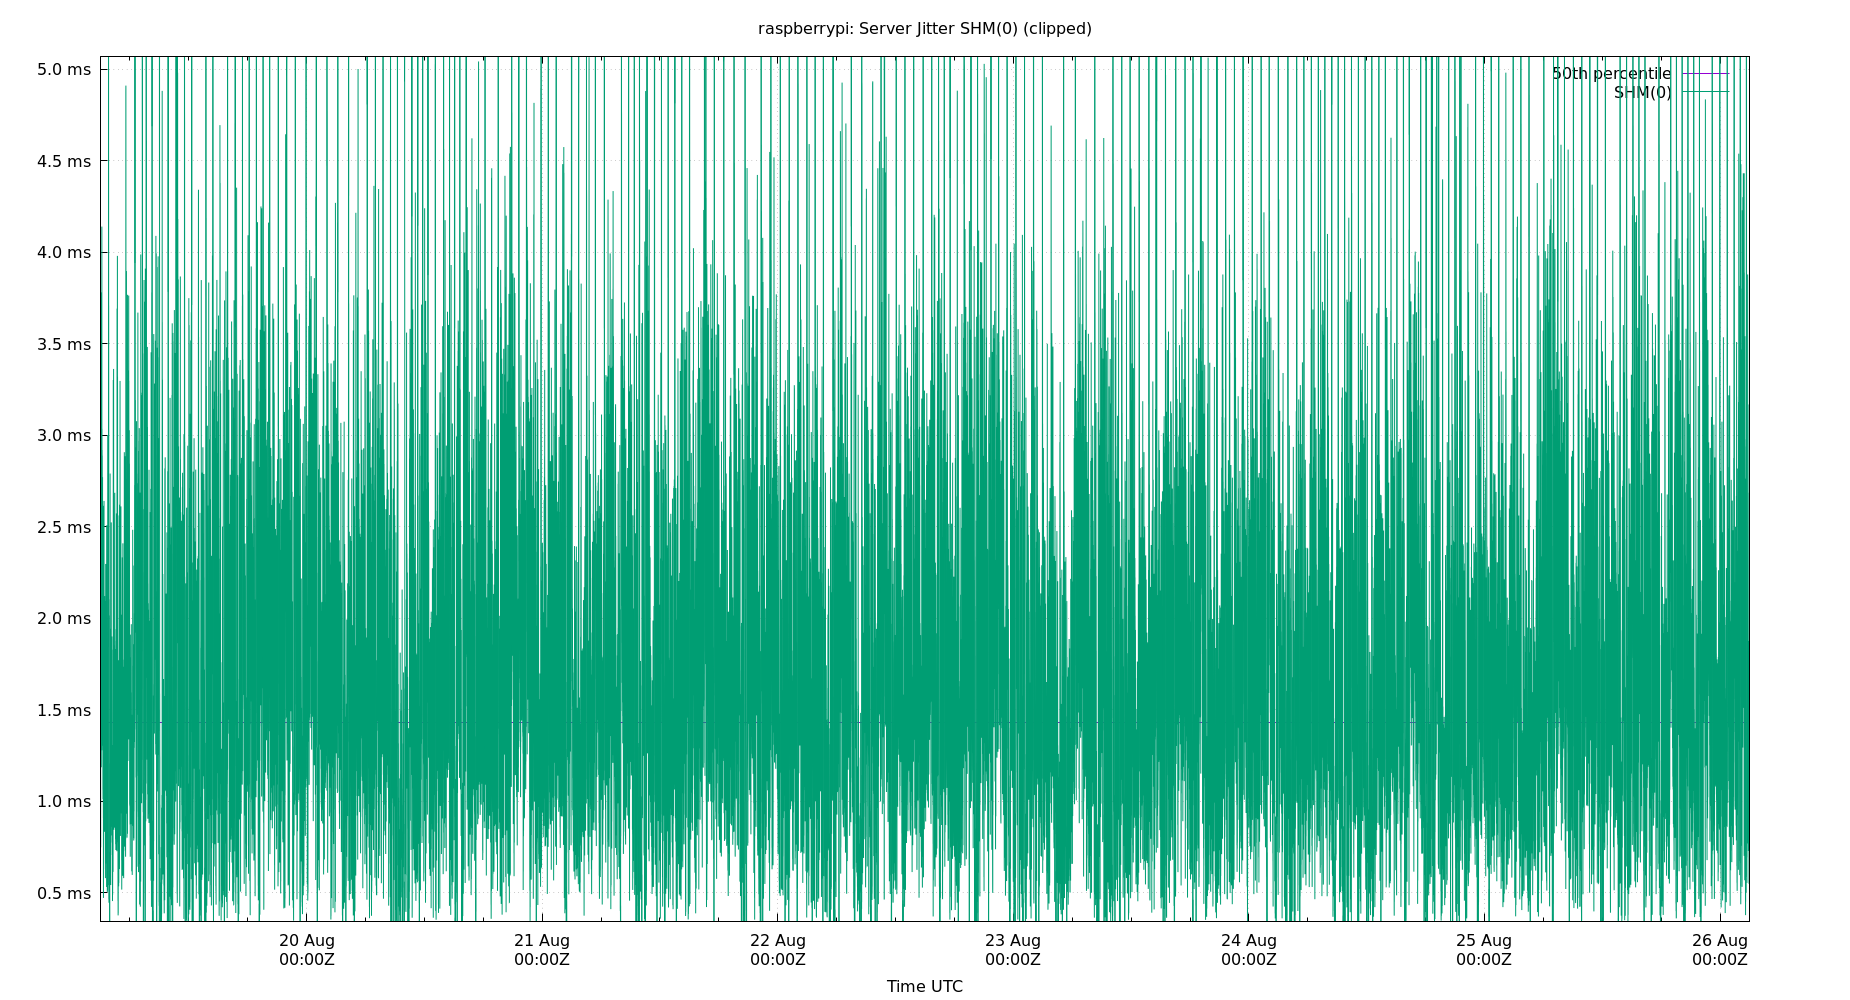 raspberrypi: Server Jitter SHM(0) (clipped)
5.0 ms
4.5 ms
4.0 ms
3.5 ms
3.0 ms
2.5 ms
2.0 ms
1.5 ms
1.0 ms
0.5 ms
50th percentile
SHM(0)
20 Aug
00:00Z
21 Aug
00:00Z
22 Aug
00:00Z
23 Aug
00:00Z
24 Aug
00:00Z
25 Aug
00:00Z
26 Aug
00:00Z
Time UTC